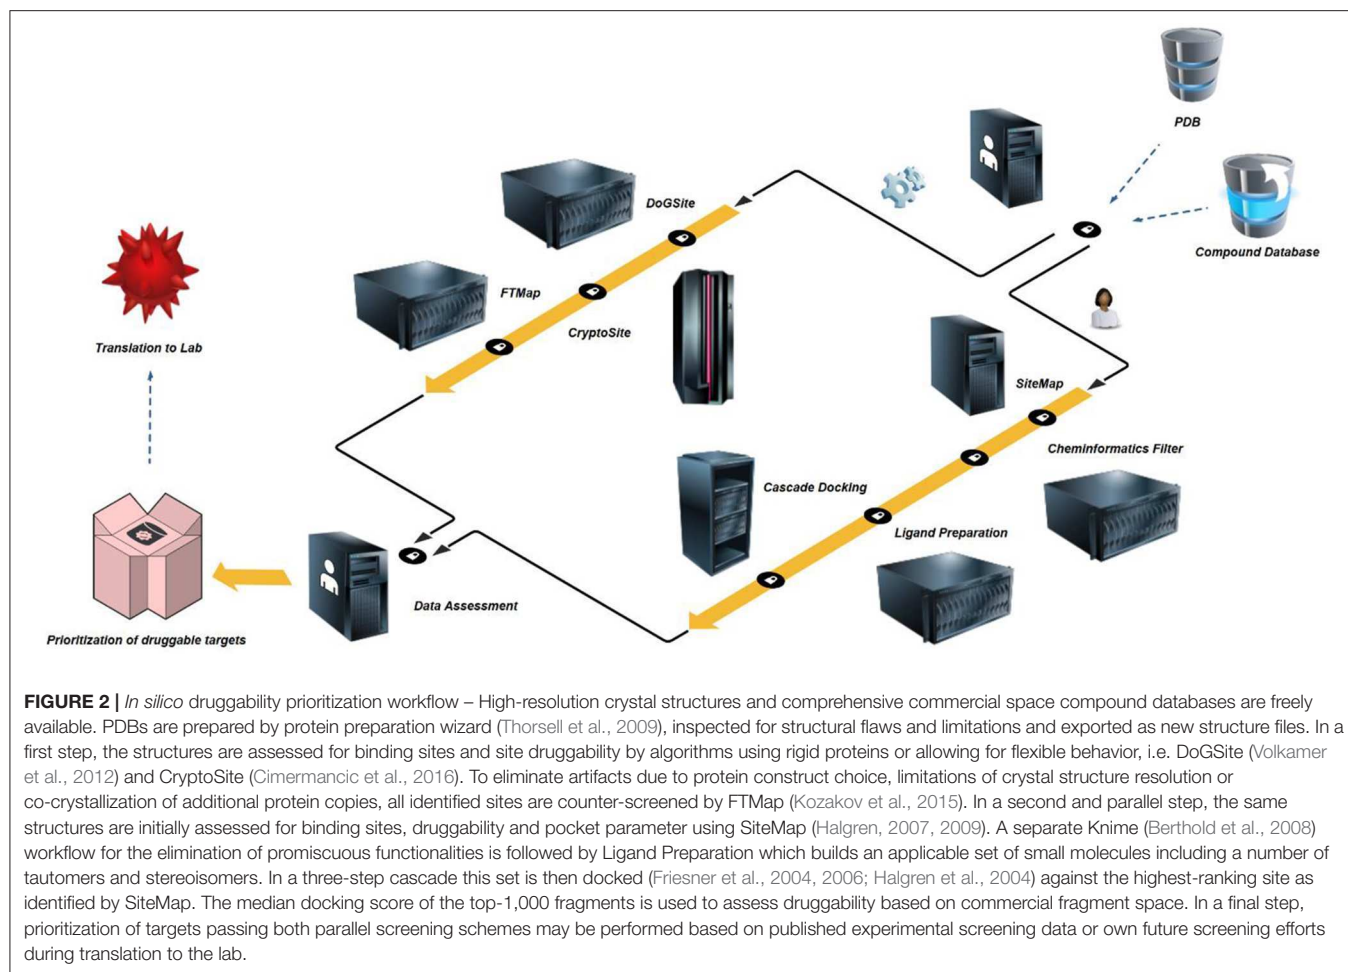 PDB
DoGSite
Compound Database
FTMap
CryptoSite
Translation to Lab
SiteMap
Cheminformatics Filter
Cascade Docking
Ligand Preparation
Data Assessment
Prioritization of druggable targets
FIGURE 2 | In silico druggability prioritization workflow – High-resolution crystal structures and comprehensive commercial space compound databases are freely
available. PDBs are prepared by protein preparation wizard (Thorsell et al., 2009), inspected for structural flaws and limitations and exported as new structure files. In a
first step, the structures are assessed for binding sites and site druggability by algorithms using rigid proteins or allowing for flexible behavior, i.e. DoGSite (Volkamer
et al., 2012) and CryptoSite (Cimermancic et al., 2016). To eliminate artifacts due to protein construct choice, limitations of crystal structure resolution or
co-crystallization of additional protein copies, all identified sites are counter-screened by FTMap (Kozakov et al., 2015). In a second and parallel step, the same
structures are initially assessed for binding sites, druggability and pocket parameter using SiteMap (Halgren, 2007, 2009). A separate Knime (Berthold et al., 2008)
workflow for the elimination of promiscuous functionalities is followed by Ligand Preparation which builds an applicable set of small molecules including a number of
tautomers and stereoisomers. In a three-step cascade this set is then docked (Friesner et al., 2004, 2006; Halgren et al., 2004) against the highest-ranking site as
identified by SiteMap. The median docking score of the top-1,000 fragments is used to assess druggability based on commercial fragment space. In a final step,
prioritization of targets passing both parallel screening schemes may be performed based on published experimental screening data or own future screening efforts
during translation to the lab.